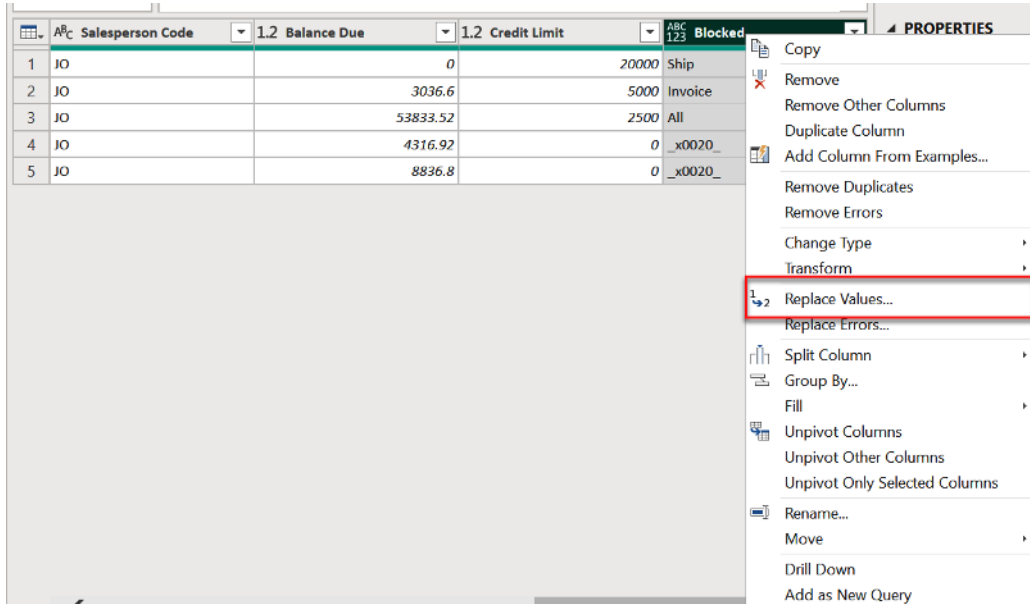 ABC Salesperson Code 1.2 Balance Due 1.2 Credit Limit ABC 123 Blocked PROPERTIES
1 JO 0 20000 Ship
2 JO 3036.6 5000 Invoice
3 JO 53833.52 2500 All
4 JO 4316.92 0 _x0020_
5 JO 8836.8 0 _x0020_
Copy
Remove
Remove Other Columns
Duplicate Column
Add Column From Examples...
Remove Duplicates
Remove Errors
Change Type
Transform
1 2 Replace Values...
Replace Errors...
Split Column
Group By...
Fill
Unpivot Columns
Unpivot Other Columns
Unpivot Only Selected Columns
Rename...
Move
Drill Down
Add as New Query